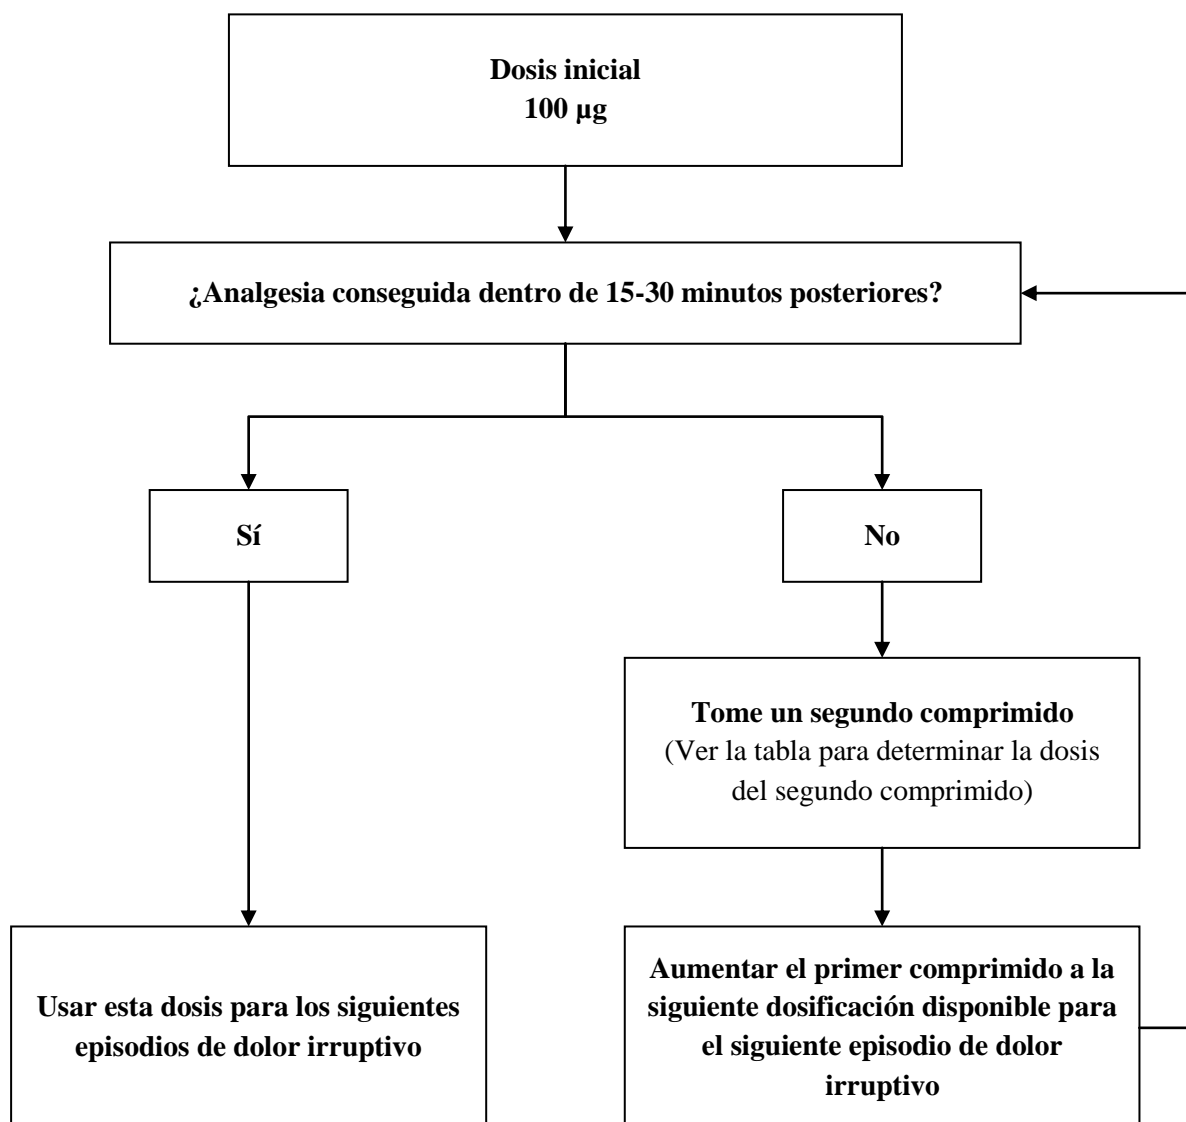 Dosis inicial
100 µg
¿Analgesia conseguida dentro de 15-30 minutos posteriores?
Sí
No
Tome un segundo comprimido
(Ver la tabla para determinar la dosis
del segundo comprimido)
Usar esta dosis para los siguientes
episodios de dolor irruptivo
Aumentar el primer comprimido a la
siguiente dosificación disponible para
el siguiente episodio de dolor
irruptivo